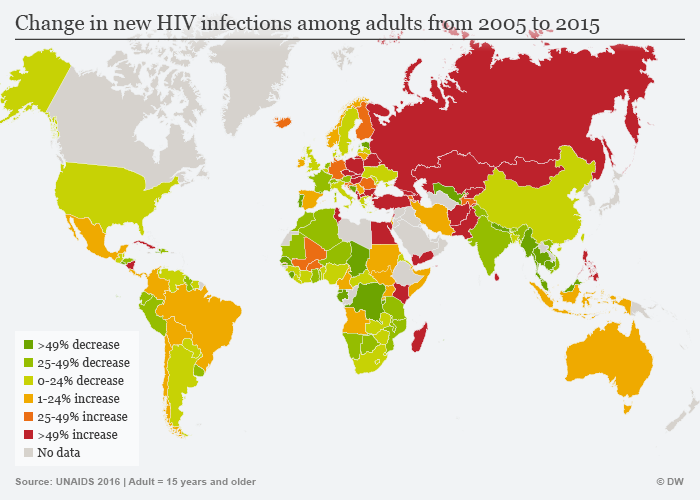 Change in new HIV infections among adults from 2005 to 2015
>49% decrease
25-49% decrease
0-24% decrease
1-24% increase
25-49% increase
>49% increase
No data
Source: UNAIDS 2016 | Adult = 15 years and older
© DW